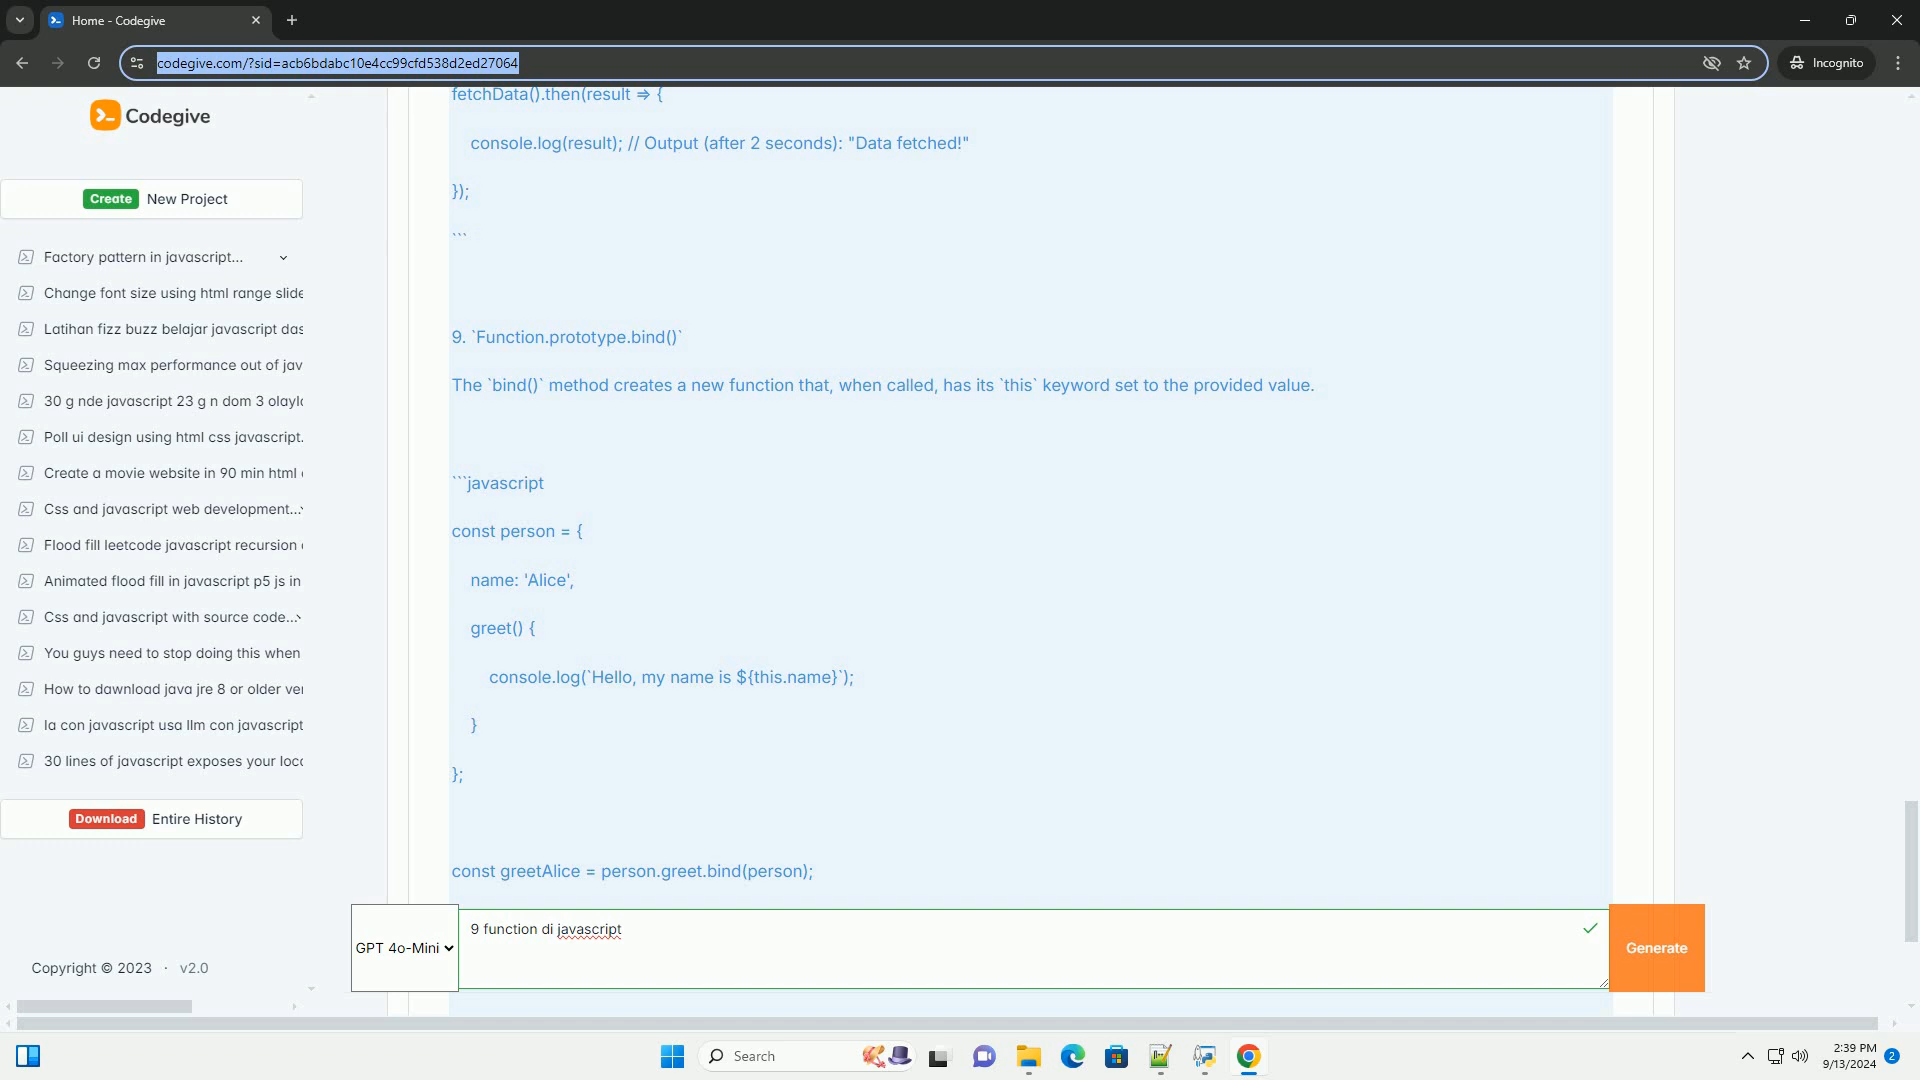 Home - Codegive
codegive.com/?sid=acb6bdabc10e4cc99cfd538d2ed27064
Incognito
Codegive
Create New Project
Factory pattern in javascript...
Change font size using html range slide
Latihan fizz buzz belajar javascript das
Squeezing max performance out of jav
30 g nde javascript 23 g n dom 3 olayl
Poll ui design using html css javascript.
Create a movie website in 90 min html
Css and javascript web development...
Flood fill leetcode javascript recursion
Animated flood fill in javascript p5 js in
Css and javascript with source code...
You guys need to stop doing this when
How to dawnload java jre 8 or older ve
Ia con javascript usa llm con javascript
30 lines of javascript exposes your loc
Download Entire History
Copyright © 2023 · v2.0
fetchData().then(result => {
console.log(result); // Output (after 2 seconds): "Data fetched!"
});
```
9. `Function.prototype.bind()`
The `bind()` method creates a new function that, when called, has its `this` keyword set to the provided value.
```javascript
const person = {
name: 'Alice',
greet() {
console.log(`Hello, my name is ${this.name}`);
}
};
const greetAlice = person.greet.bind(person);
GPT 4o-Mini
9 function di javascript
Generate
Search
2:39 PM
9/13/2024
2